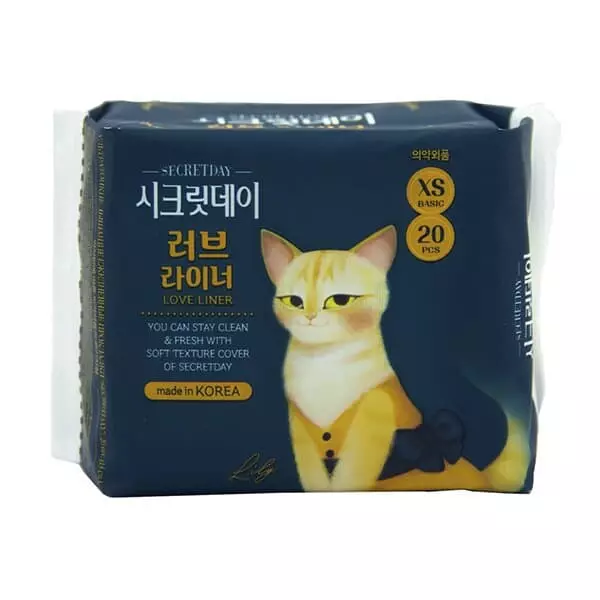 SECRETDAY
시크릿데이
러브
라이너
LOVE LINER
YOU CAN STAY CLEAN
& FRESH WITH
SOFT TEXTURE COVER
OF SECRETDAY
made in KOREA
의약외품
XS
BASIC
20
PCS
Lily
SECRETDAY